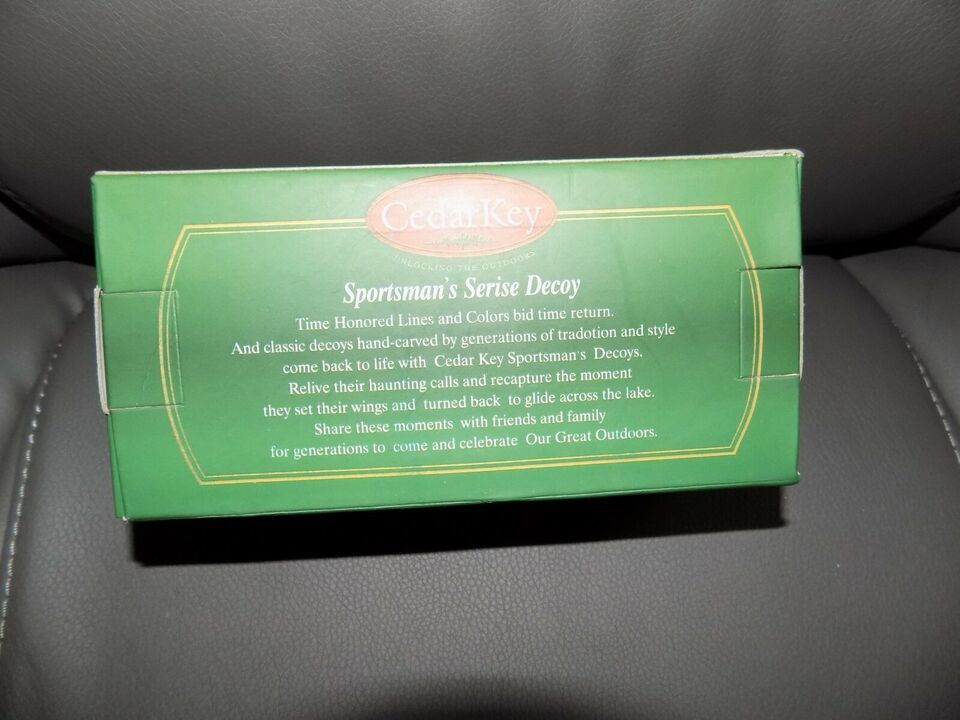 CedarKey
UNLOCKING THE OUTDOORS
Sportsman's Serise Decoy
Time Honored Lines and Colors bid time return.
And classic decoys hand-carved by generations of tradotion and style
come back to life with Cedar Key Sportsman's Decoys.
Relive their haunting calls and recapture the moment
they set their wings and turned back to glide across the lake.
Share these moments with friends and family
for generations to come and celebrate Our Great Outdoors.